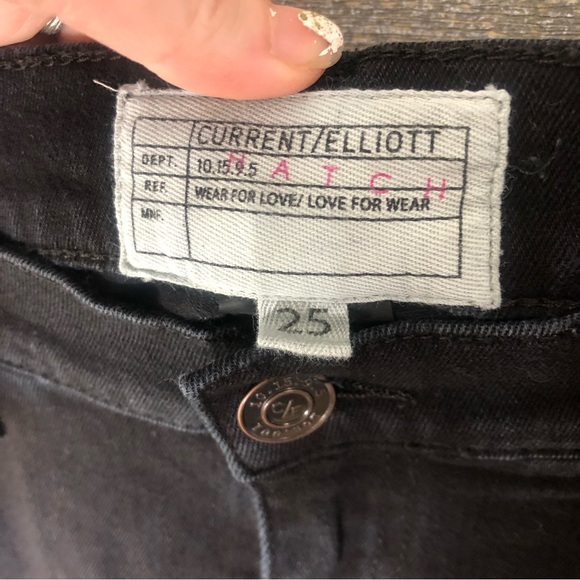 CURRENT/ELLIOTT
DEPT. 10.15.9.5
MATCH
REF. WEAR FOR LOVE/ LOVE FOR WEAR
MNF.
25